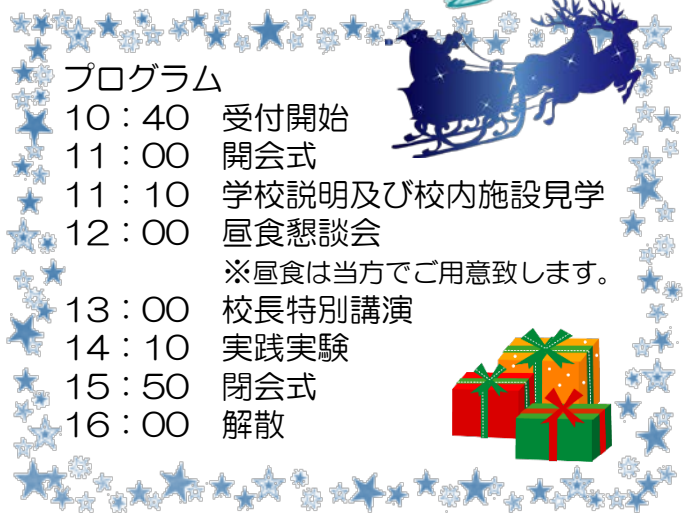 プログラム
10：40　受付開始
11：00　開会式
11：10　学校説明及び校内施設見学
12：00　昼食懇談会
※昼食は当方でご用意致します。
13：00　校長特別講演
14：10　実践実験
15：50　閉会式
16：00　解散